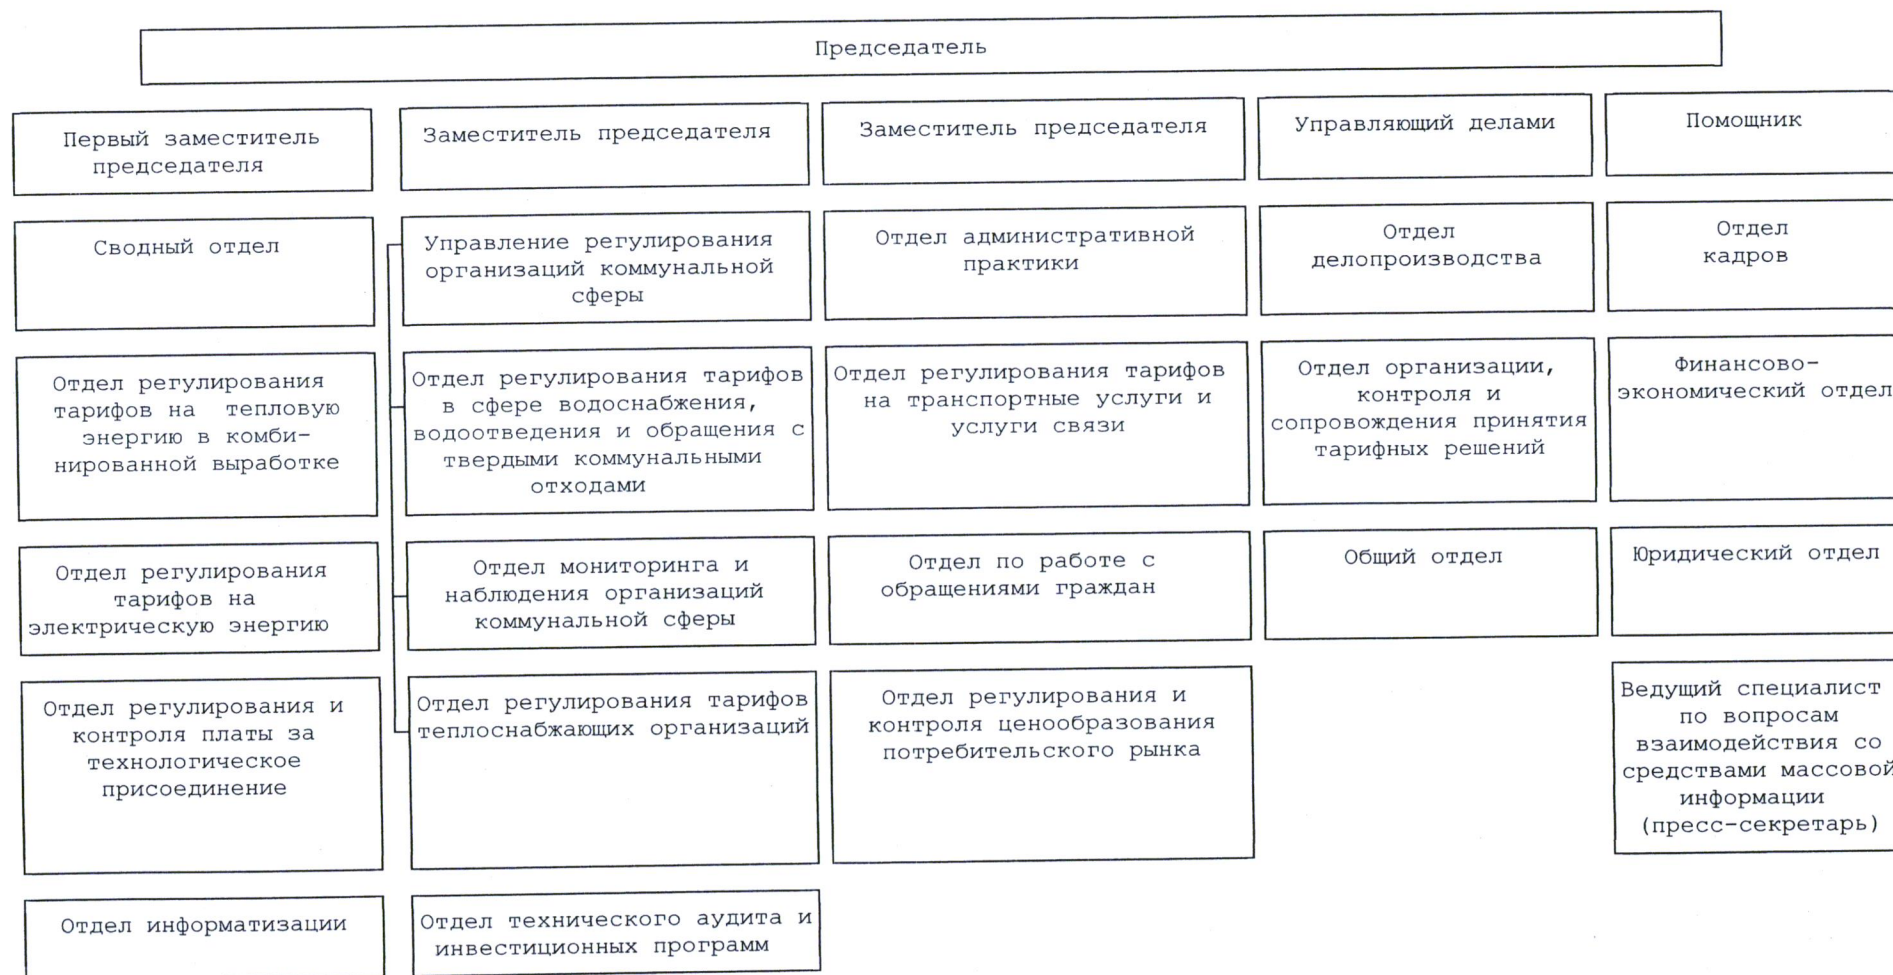 Председатель
Первый заместитель
председателя
Заместитель председателя
Заместитель председателя
Управляющий делами
Помощник
Сводный отдел
Управление регулирования
организаций коммунальной
сферы
Отдел административной
практики
Отдел
делопроизводства
Отдел
кадров
Отдел регулирования
тарифов на тепловую
энергию в комби-
нированной выработке
Отдел регулирования тарифов
в сфере водоснабжения,
водоотведения и обращения с
твердыми коммунальными
отходами
Отдел регулирования тарифов
на транспортные услуги и
услуги связи
Отдел организации,
контроля и
сопровождения принятия
тарифных решений
Финансово-
экономический отдел
Отдел регулирования
тарифов на
электрическую энергию
Отдел мониторинга и
наблюдения организаций
коммунальной сферы
Отдел по работе с
обращениями граждан
Общий отдел
Юридический отдел
Отдел регулирования и
контроля платы за
технологическое
присоединение
Отдел регулирования тарифов
теплоснабжающих организаций
Отдел регулирования и
контроля ценообразования
потребительского рынка
Ведущий специалист
по вопросам
взаимодействия со
средствами массовой
информации
(пресс-секретарь)
Отдел информатизации
Отдел технического аудита и
инвестиционных программ